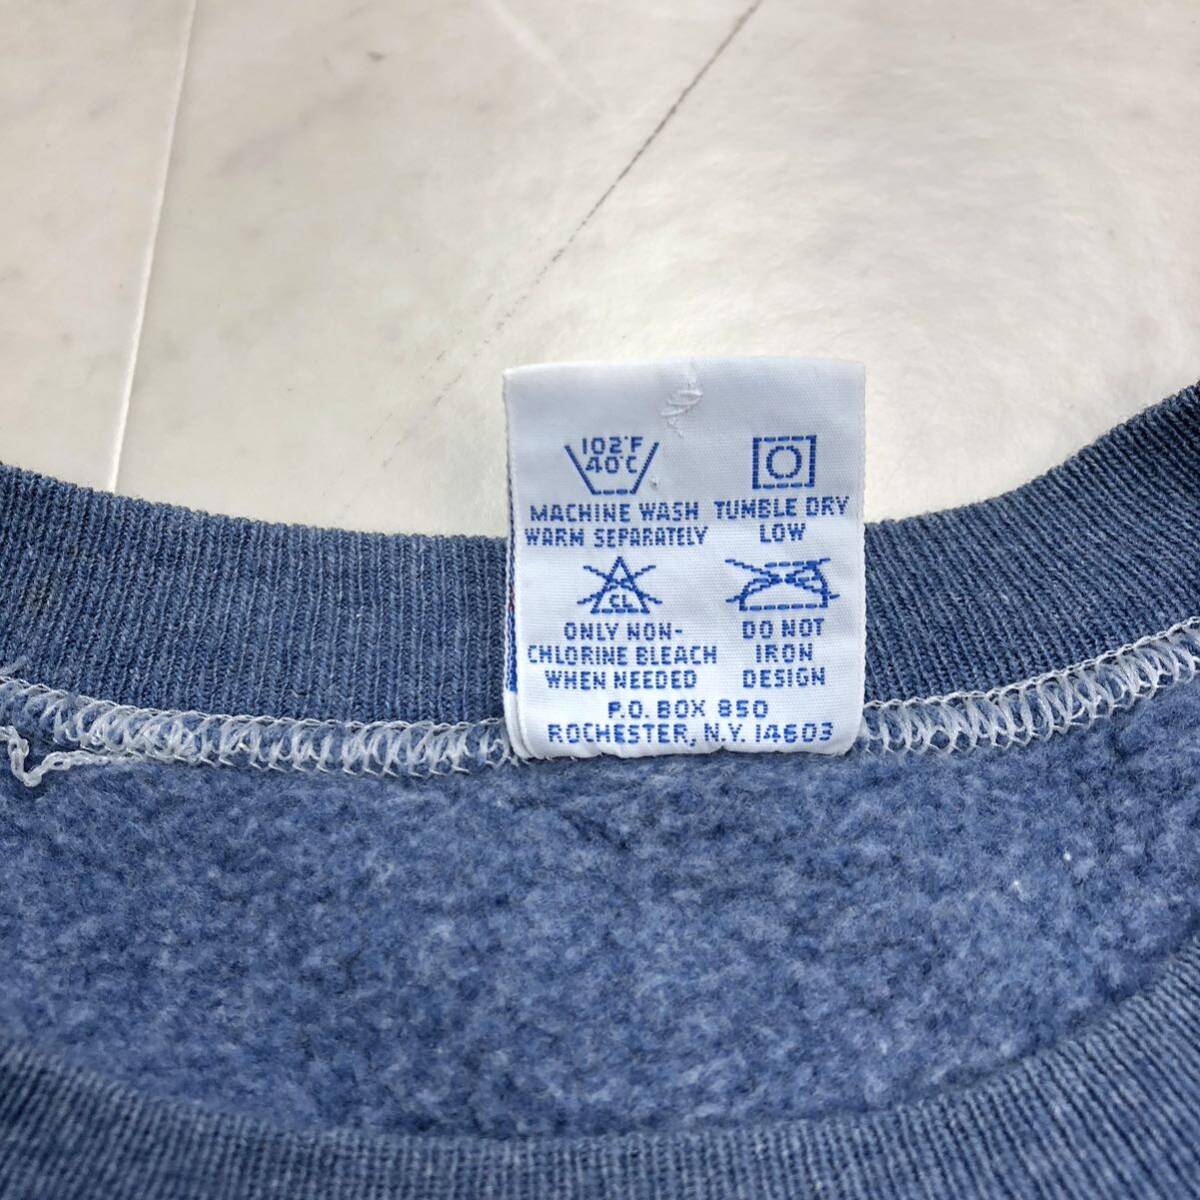 102°F
40°C
MACHINE WASH
WARM SEPARATELY
TUMBLE DRY
LOW
CL
ONLY NON-
CHLORINE BLEACH
WHEN NEEDED
DO NOT
IRON
DESIGN
P.O. BOX 850
ROCHESTER, N.Y. 14603